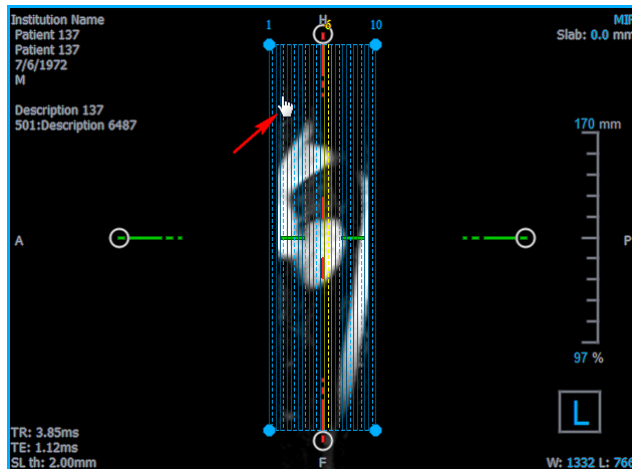 Institution Name
Patient 137
Patient 137
7/6/1972
M
Description 137
501:Description 6487
1
H
6
10
MIP
Slab: 0.0 mm
170 mm
A
P
97 %
L
TR: 3.85ms
TE: 1.12ms
SL th: 2.00mm
F
W: 1332 L: 766